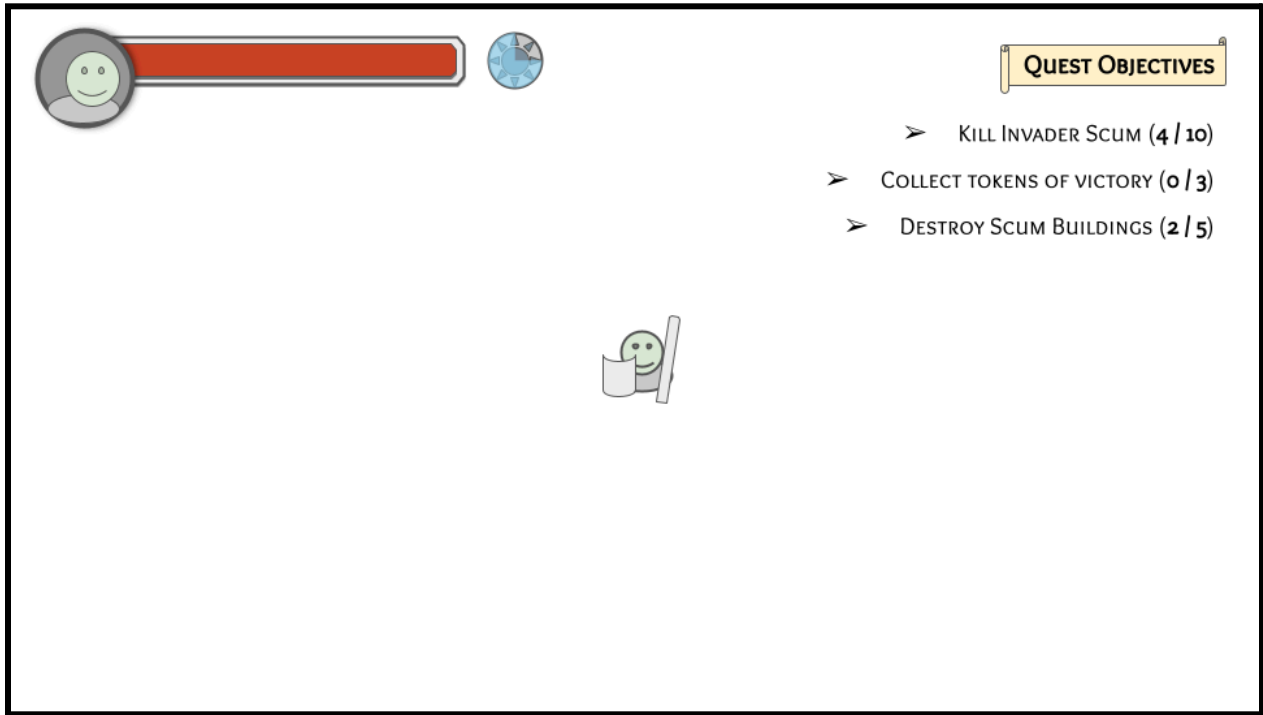 Quest Objectives
➢ Kill Invader Scum (4 / 10)
➢ Collect tokens of victory (0 / 3)
➢ Destroy Scum Buildings (2 / 5)